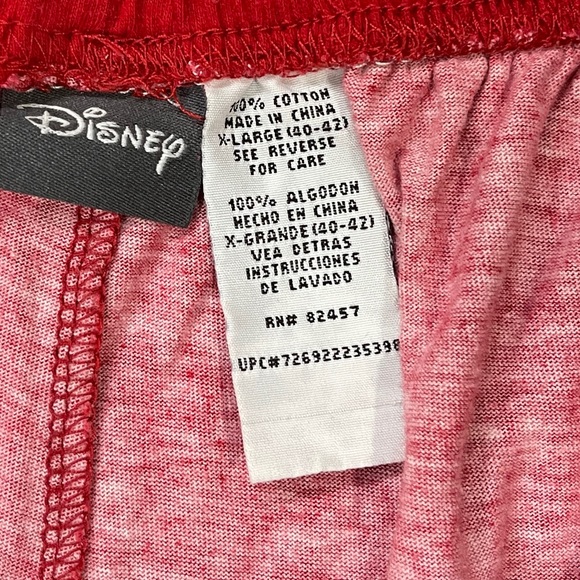 Disney
100% COTTON
MADE IN CHINA
X-LARGE (40-42)
SEE REVERSE
FOR CARE
100% ALGODON
HECHO EN CHINA
X-GRANDE(40-42)
VEA DETRAS
INSTRUCCIONES
DE LAVADO
RN# 82457
UPC#726922235398